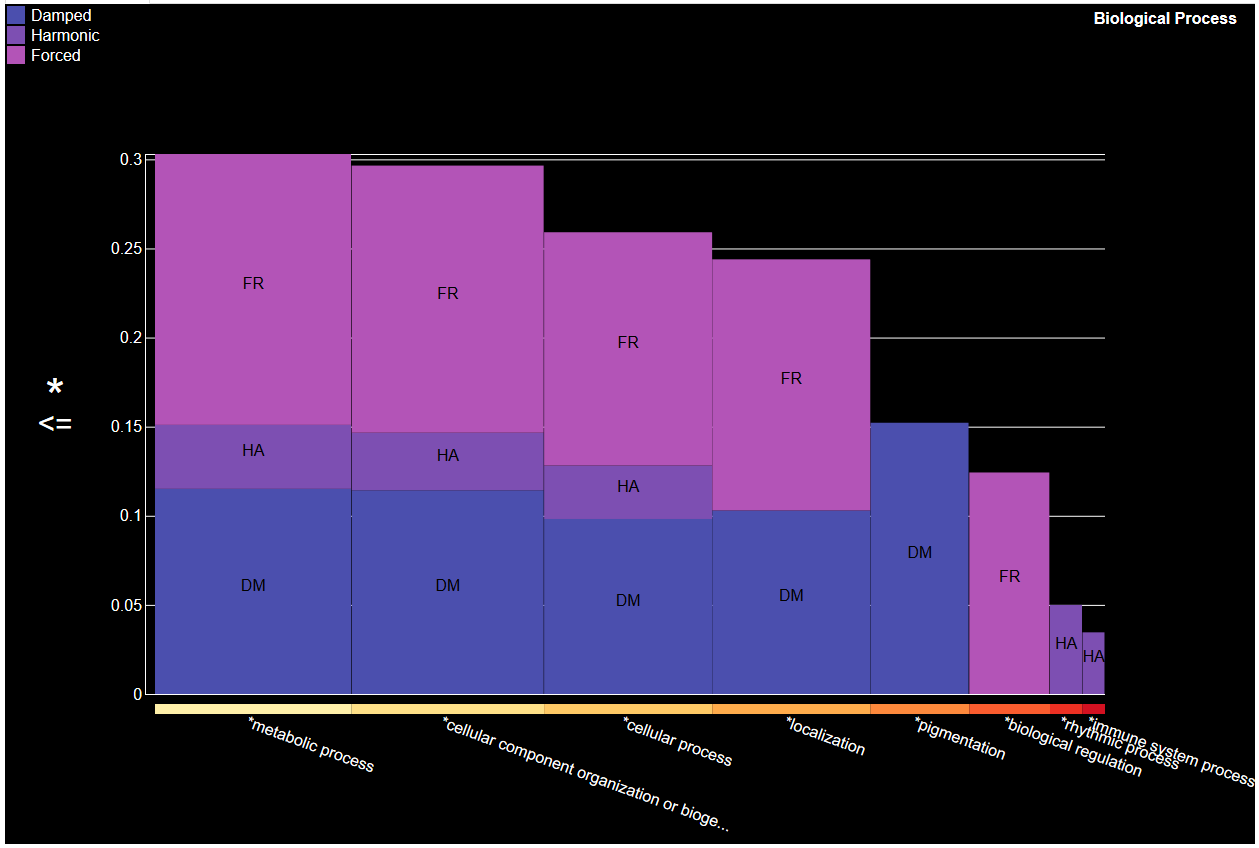 Damped
Harmonic
Forced
Biological Process
0.3
0.25
0.2
0.15
0.1
0.05
0
*
<=
FR
HA
DM
FR
HA
DM
FR
HA
DM
FR
DM
DM
FR
HA
HA
*metabolic process
*cellular component organization or bioge...
*cellular process
*localization
*pigmentation
*biological regulation
*rhythmic process
*immune system process